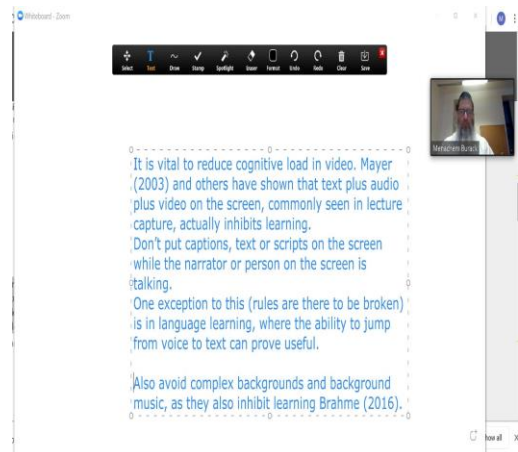 Whiteboard - Zoom
Select Text Draw Stamp Spotlight Eraser Format Undo Redo Clear Save
Menachem Burack
It is vital to reduce cognitive load in video. Mayer
(2003) and others have shown that text plus audio
plus video on the screen, commonly seen in lecture
capture, actually inhibits learning.
Don't put captions, text or scripts on the screen
while the narrator or person on the screen is
talking.
One exception to this (rules are there to be broken)
is in language learning, where the ability to jump
from voice to text can prove useful.
Also avoid complex backgrounds and background
music, as they also inhibit learning Brahme (2016).